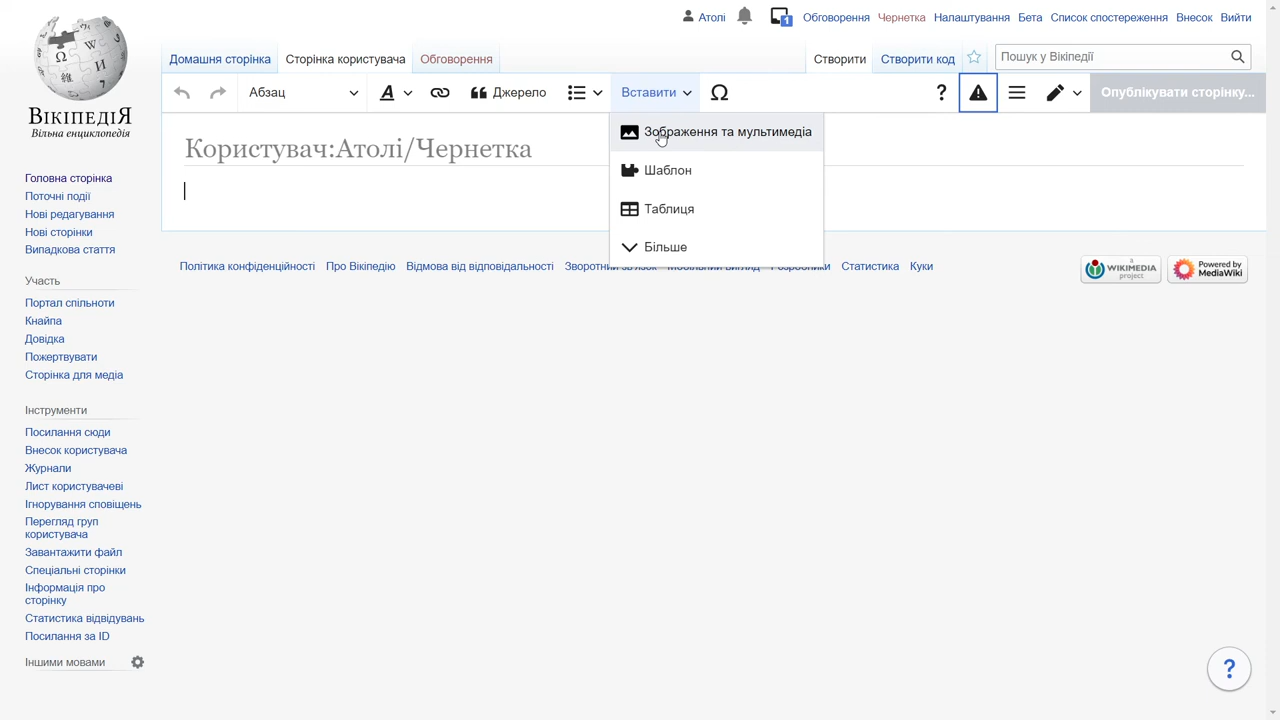 Атолі 1 Обговорення Чернетка Налаштування Бета Список спостереження Внесок Вийти
Домашня сторінка Сторінка користувача Обговорення Створити Створити код Пошук у Вікіпедії
Абзац A Джерело Вставити Ω ? Опублікувати сторінку...
ВІКІПЕДІЯ
Вільна енциклопедія
Користувач:Атолі/Чернетка
Зображення та мультимедіа
Шаблон
Таблиця
Більше
Головна сторінка
Поточні події
Нові редагування
Нові сторінки
Випадкова стаття
Участь
Портал спільноти
Кнайпа
Довідка
Пожертвувати
Сторінка для медіа
Інструменти
Посилання сюди
Внесок користувача
Журнали
Лист користувачеві
Ігнорування сповіщень
Перегляд груп
користувача
Завантажити файл
Спеціальні сторінки
Інформація про
сторінку
Статистика відвідувань
Посилання за ID
Іншими мовами
Політика конфіденційності Про Вікіпедію Відмова від відповідальності Статистика Куки
A WIKIMEDIA project Powered by MediaWiki
?